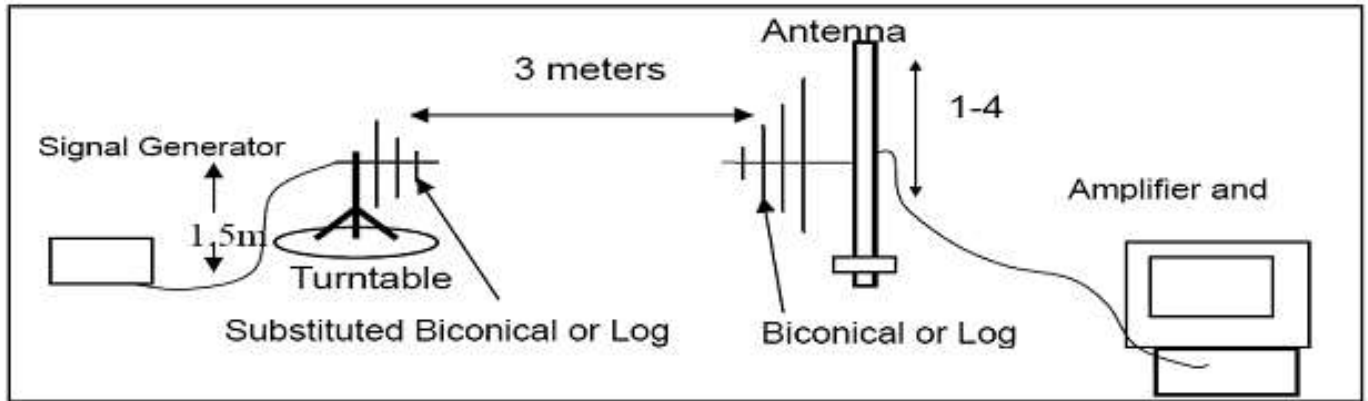 Antenna
3 meters
1-4
Signal Generator
Amplifier and
1.5m
Turntable
Substituted Biconical or Log
Biconical or Log